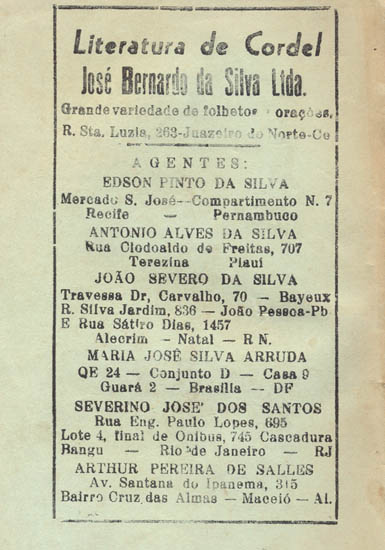 Literatura de Cordel
José Bernardo da Silva Ltda.
Grande variedade de folhetos orações,
R. Sta. Luzia, 263-Juazeiro do Norte-Ce
AGENTES:
EDSON PINTO DA SILVA
Mercado S. José--Compartimento N. 7
Recife — Pernambuco
ANTONIO ALVES DA SILVA
Rua Clodoaldo de Freitas, 707
Terezina Piauí
JOÃO SEVERO DA SILVA
Travessa Dr, Carvalho, 70 — Bayeux
R. Silva Jardim, 836 — João Pessoa-Pb
E Rua Sátiro Dias, 1457
Alecrim — Natal — R N.
MARIA JOSÉ SILVA ARRUDA
QE 24 — Conjunto D — Casa 9
Guará 2 — Brasília — DF
SEVERINO JOSE' DOS SANTOS
Rua Eng. Paulo Lopes, 695
Lote 4, final de Onibus, 745 Cascadura
Bangu — Rio de Janeiro — RJ
ARTHUR PEREIRA DE SALLES
Av. Santana do Ipanema, 315
Bairro Cruz das Almas — Maceió — Al.